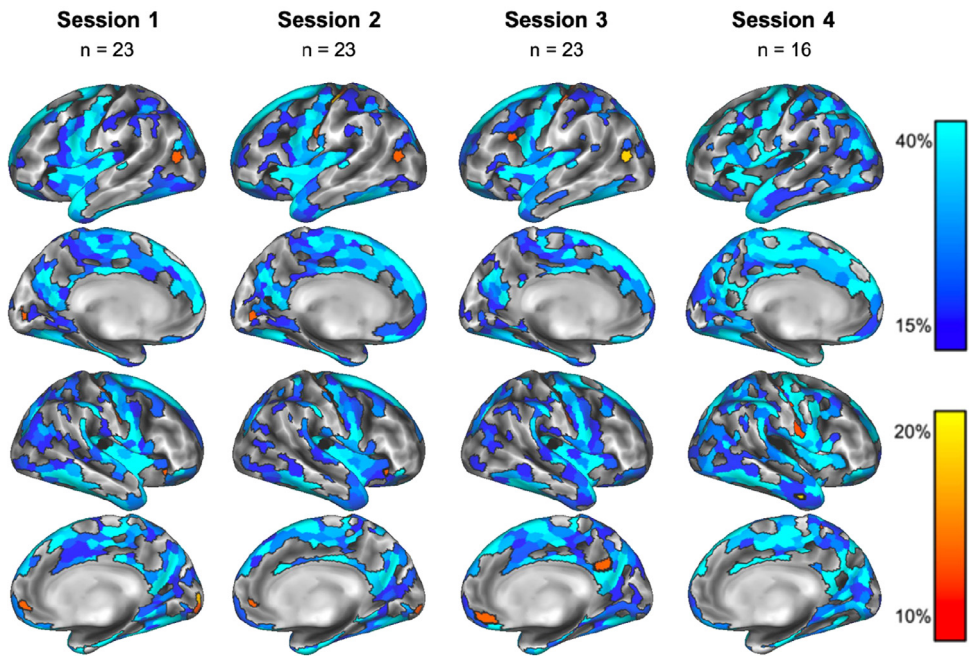 Session 1
Session 2
Session 3
Session 4
n = 23
n = 23
n = 23
n = 16
40%
15%
20%
10%